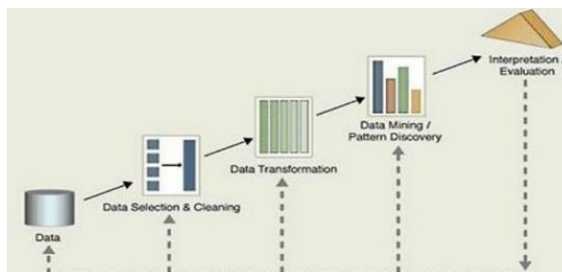 Interpretation /
Evaluation
Data Mining /
Pattern Discovery
Data Transformation
Data Selection & Cleaning
Data